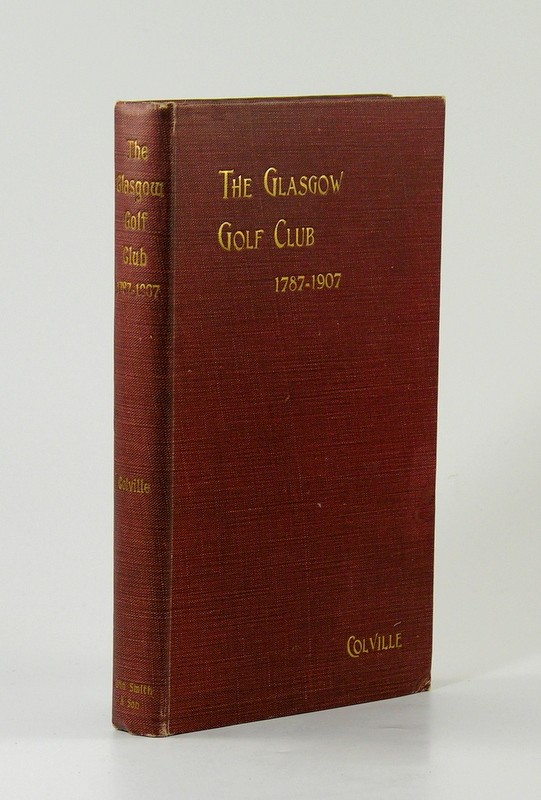 The
Glasgow
Golf
Club
1787-1907
Colville
Smith
& Son
THE GLASGOW
GOLF CLUB
1787-1907
COLVILLE